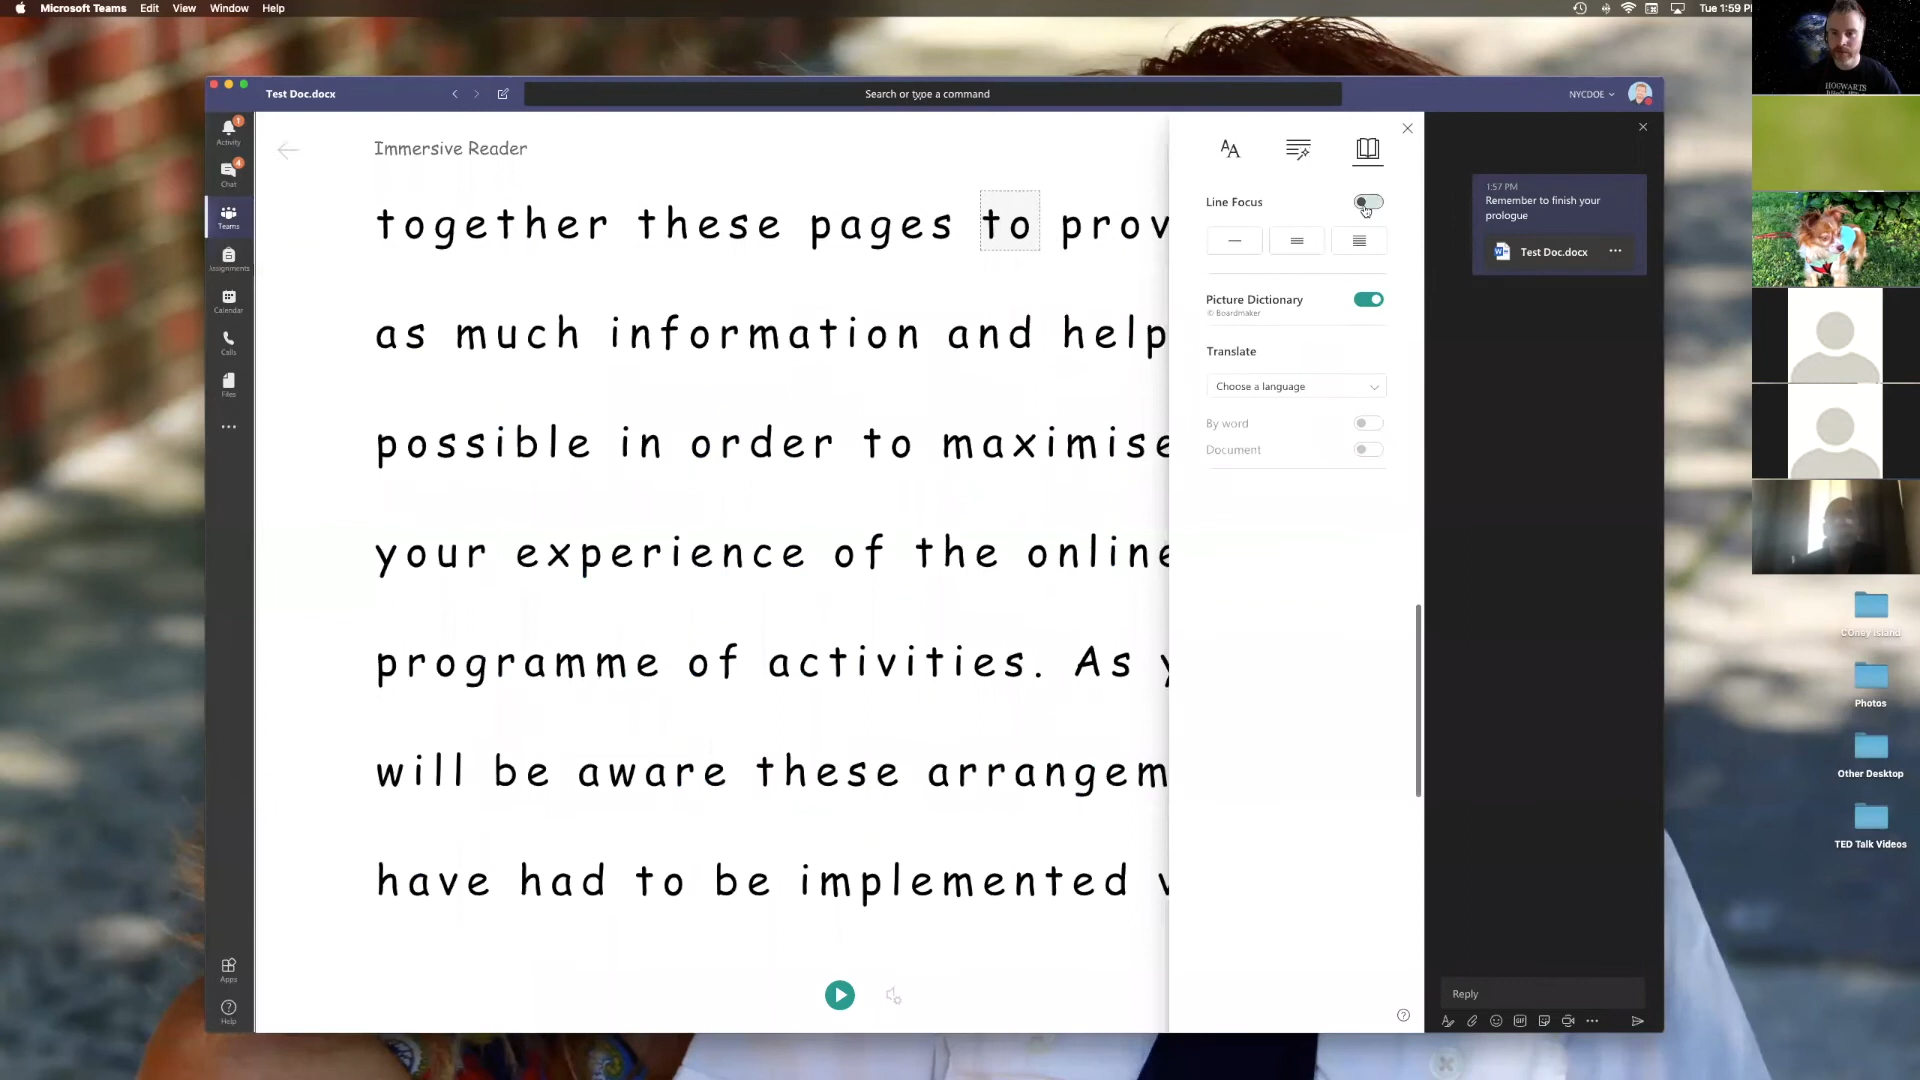 Microsoft Teams Edit View Window Help
Tue 1:59 P
Test Doc.docx
Search or type a command
NYCDOE
HOGWARTS
Activity
Chat
Teams
Assignments
Calendar
Calls
Files
Apps
Help
Immersive Reader
together these pages to prov
as much information and help
possible in order to maximise
your experience of the online
programme of activities. As y
will be aware these arrangem
have had to be implemented
Line Focus
Picture Dictionary
© Boardmaker
Translate
Choose a language
By word
Document
1:57 PM
Remember to finish your
prologue
Test Doc.docx
Reply
GIF
COney Island
Photos
Other Desktop
TED Talk Videos